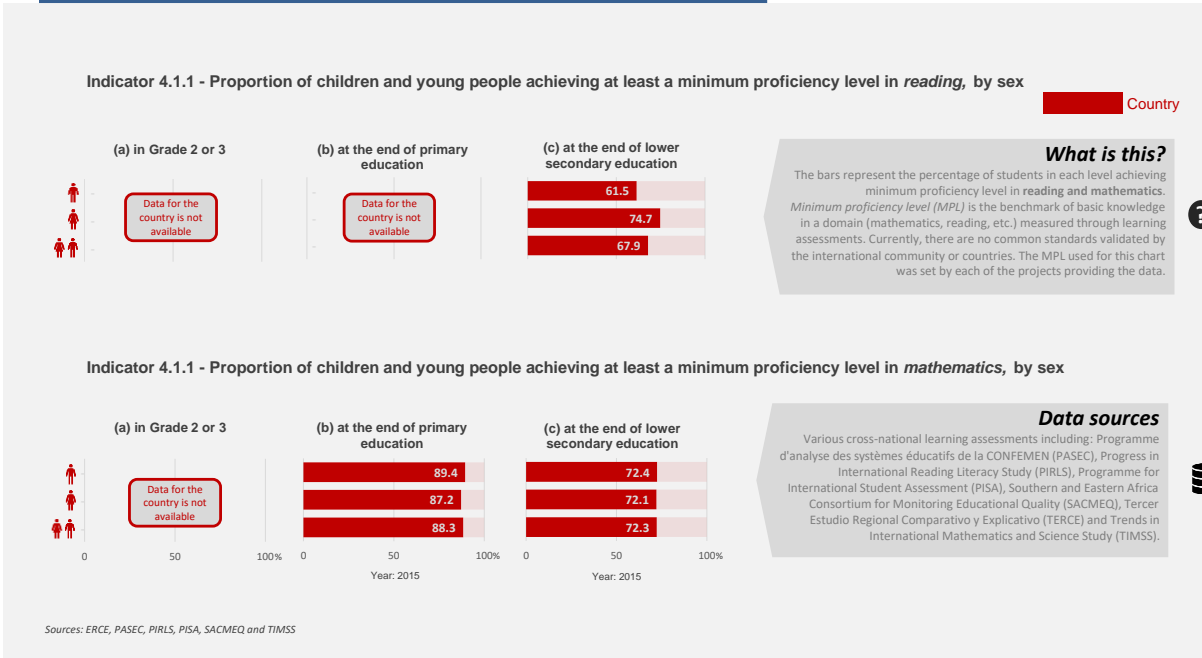 Indicator 4.1.1 - Proportion of children and young people achieving at least a minimum proficiency level in reading, by sex
Country
(a) in Grade 2 or 3
Data for the
country is not
available
(b) at the end of primary
education
Data for the
country is not
available
(c) at the end of lower
secondary education
61.5
74.7
67.9
What is this?
The bars represent the percentage of students in each level achieving
minimum proficiency level in reading and mathematics.
Minimum proficiency level (MPL) is the benchmark of basic knowledge
in a domain (mathematics, reading, etc.) measured through learning
assessments. Currently, there are no common standards validated by
the international community or countries. The MPL used for this chart
was set by each of the projects providing the data.
?
Indicator 4.1.1 - Proportion of children and young people achieving at least a minimum proficiency level in mathematics, by sex
(a) in Grade 2 or 3
Data for the
country is not
available
0 50 100%
(b) at the end of primary
education
89.4
87.2
88.3
0 50 100%
Year: 2015
(c) at the end of lower
secondary education
72.4
72.1
72.3
0 50 100%
Year: 2015
Data sources
Various cross-national learning assessments including: Programme
d'analyse des systèmes éducatifs de la CONFEMEN (PASEC), Progress in
International Reading Literacy Study (PIRLS), Programme for
International Student Assessment (PISA), Southern and Eastern Africa
Consortium for Monitoring Educational Quality (SACMEQ), Tercer
Estudio Regional Comparativo y Explicativo (TERCE) and Trends in
International Mathematics and Science Study (TIMSS).
Sources: ERCE, PASEC, PIRLS, PISA, SACMEQ and TIMSS